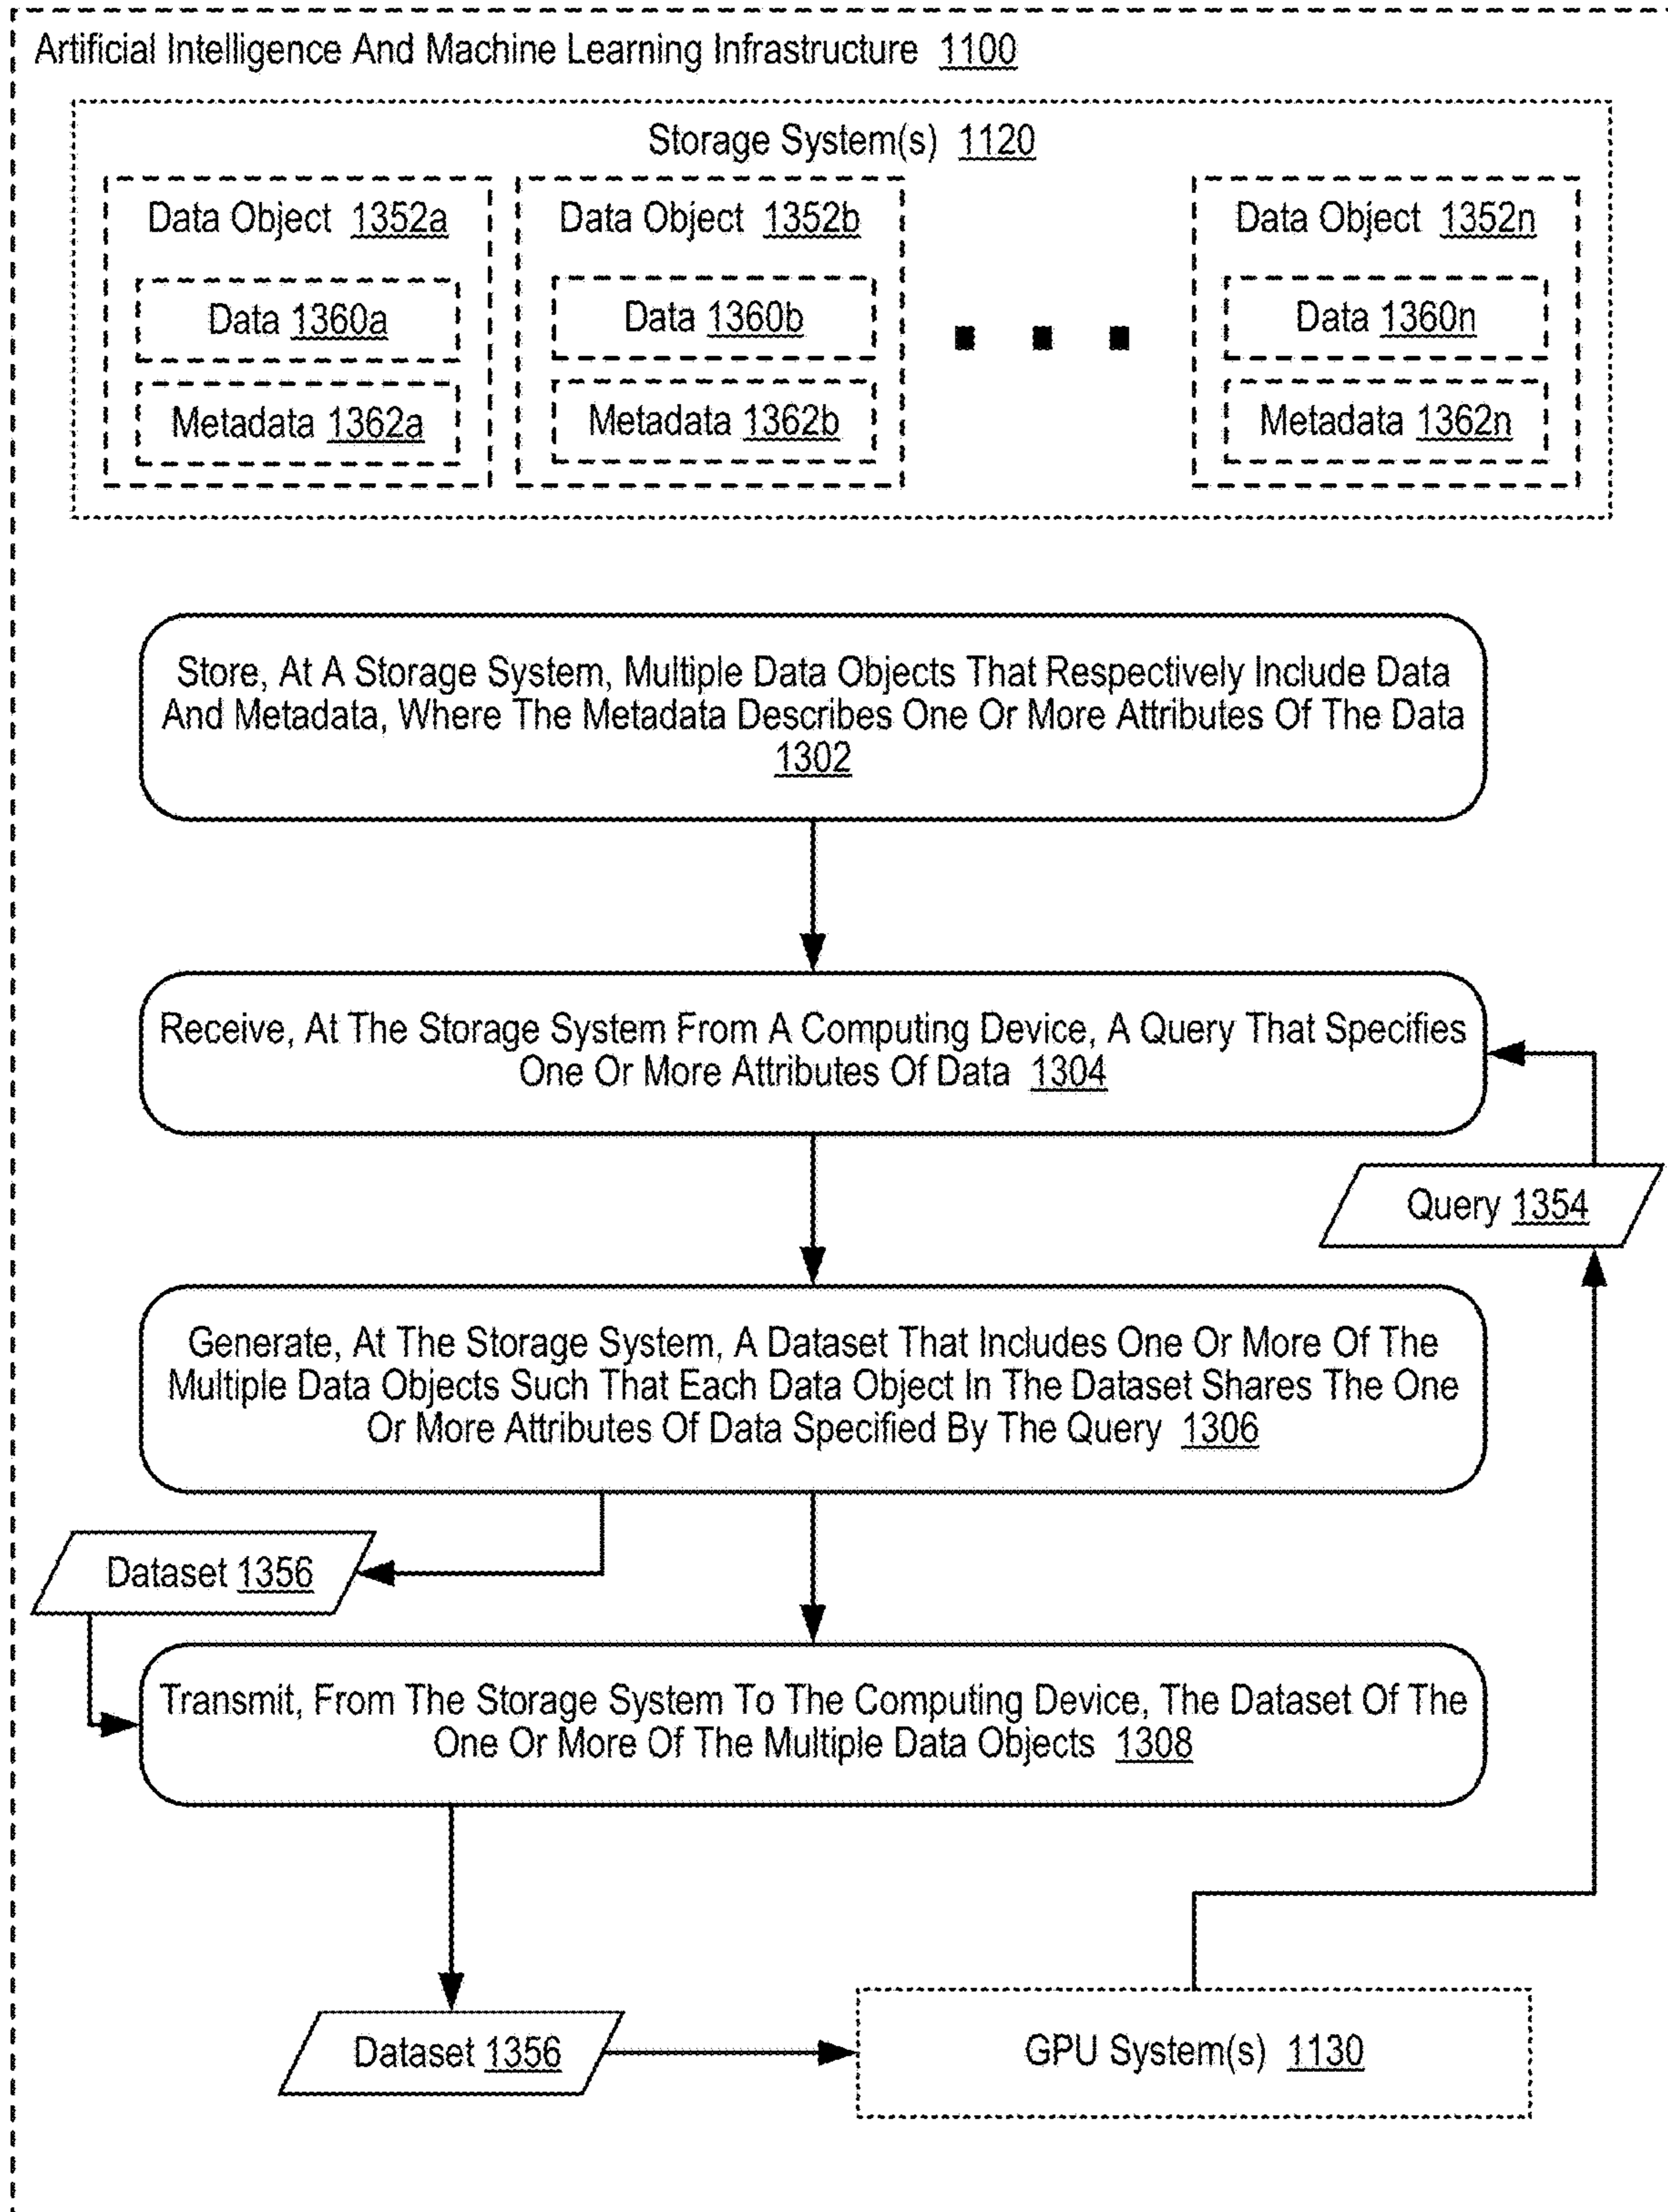 Artificial Intelligence And Machine Learning Infrastructure 1100
Storage System(s) 1120
Data Object 1352a
Data 1360a
Metadata 1362a
Data Object 1352b
Data 1360b
Metadata 1362b
Data Object 1352n
Data 1360n
Metadata 1362n
Store, At A Storage System, Multiple Data Objects That Respectively Include Data
And Metadata, Where The Metadata Describes One Or More Attributes Of The Data
1302
Receive, At The Storage System From A Computing Device, A Query That Specifies
One Or More Attributes Of Data 1304
Query 1354
Generate, At The Storage System, A Dataset That Includes One Or More Of The
Multiple Data Objects Such That Each Data Object In The Dataset Shares The One
Or More Attributes Of Data Specified By The Query 1306
Dataset 1356
Transmit, From The Storage System To The Computing Device, The Dataset Of The
One Or More Of The Multiple Data Objects 1308
Dataset 1356
GPU System(s) 1130